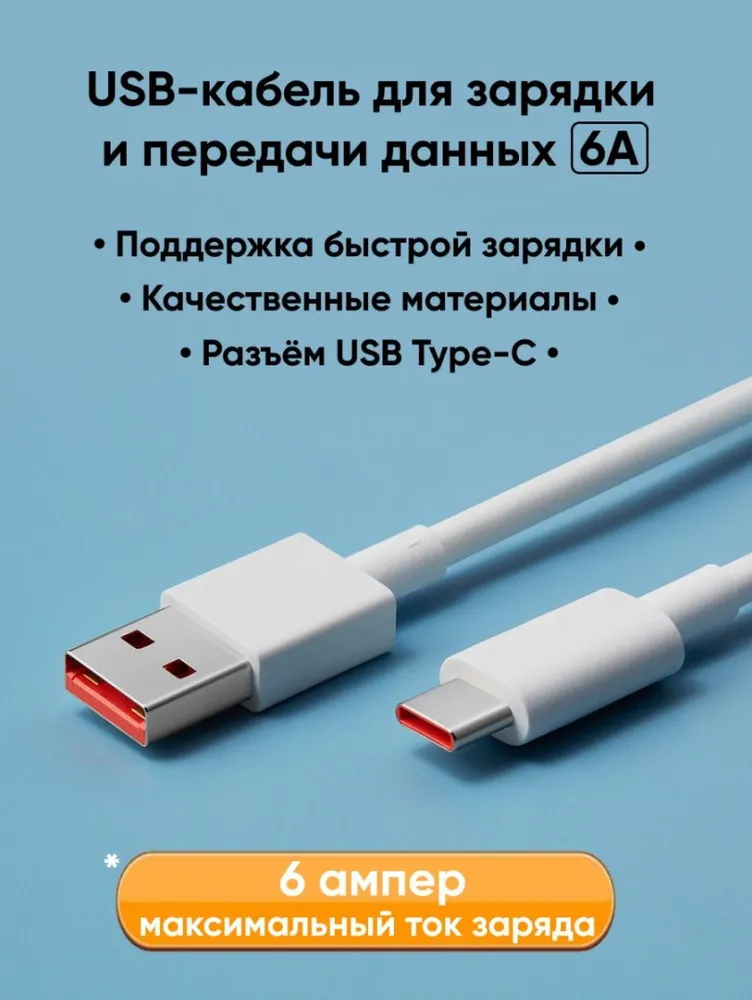 USB-кабель для зарядки
и передачи данных 6A
• Поддержка быстрой зарядки •
• Качественные материалы •
• Разъём USB Type-C •
* 6 ампер
максимальный ток заряда